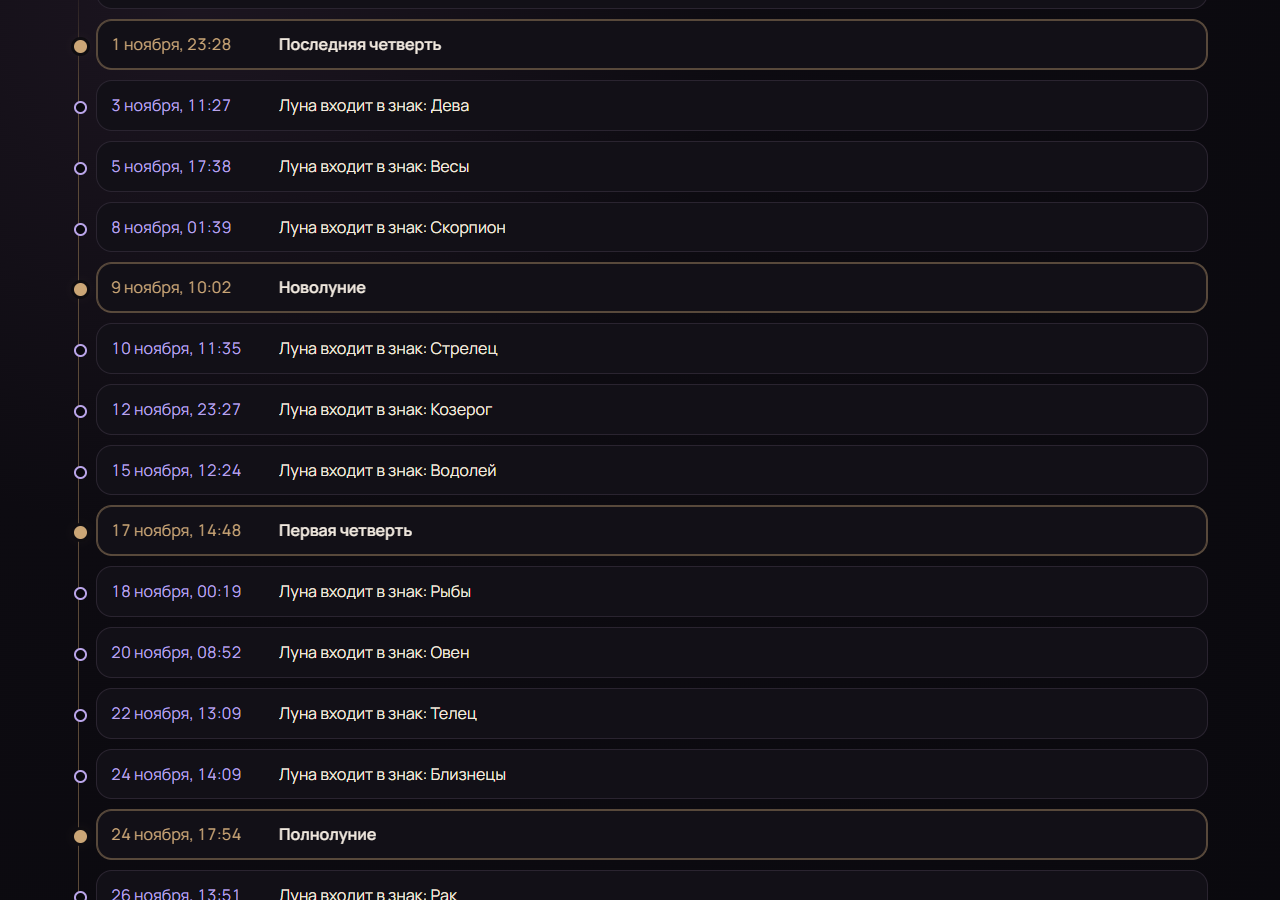 1 ноября, 23:28 Последняя четверть
3 ноября, 11:27 Луна входит в знак: Дева
5 ноября, 17:38 Луна входит в знак: Весы
8 ноября, 01:39 Луна входит в знак: Скорпион
9 ноября, 10:02 Новолуние
10 ноября, 11:35 Луна входит в знак: Стрелец
12 ноября, 23:27 Луна входит в знак: Козерог
15 ноября, 12:24 Луна входит в знак: Водолей
17 ноября, 14:48 Первая четверть
18 ноября, 00:19 Луна входит в знак: Рыбы
20 ноября, 08:52 Луна входит в знак: Овен
22 ноября, 13:09 Луна входит в знак: Телец
24 ноября, 14:09 Луна входит в знак: Близнецы
24 ноября, 17:54 Полнолуние
26 ноября, 13:51 Луна входит в знак: Рак